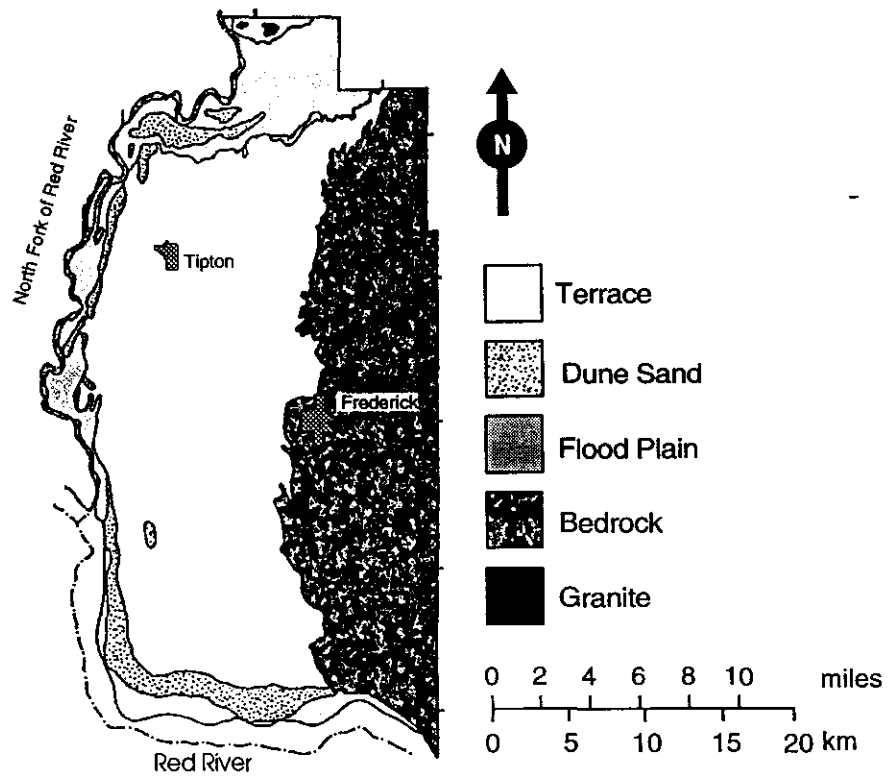 North Fork of Red River
Tipton
Frederick
Red River
N
Terrace
Dune Sand
Flood Plain
Bedrock
Granite
0 2 4 6 8 10 miles
0 5 10 15 20 km